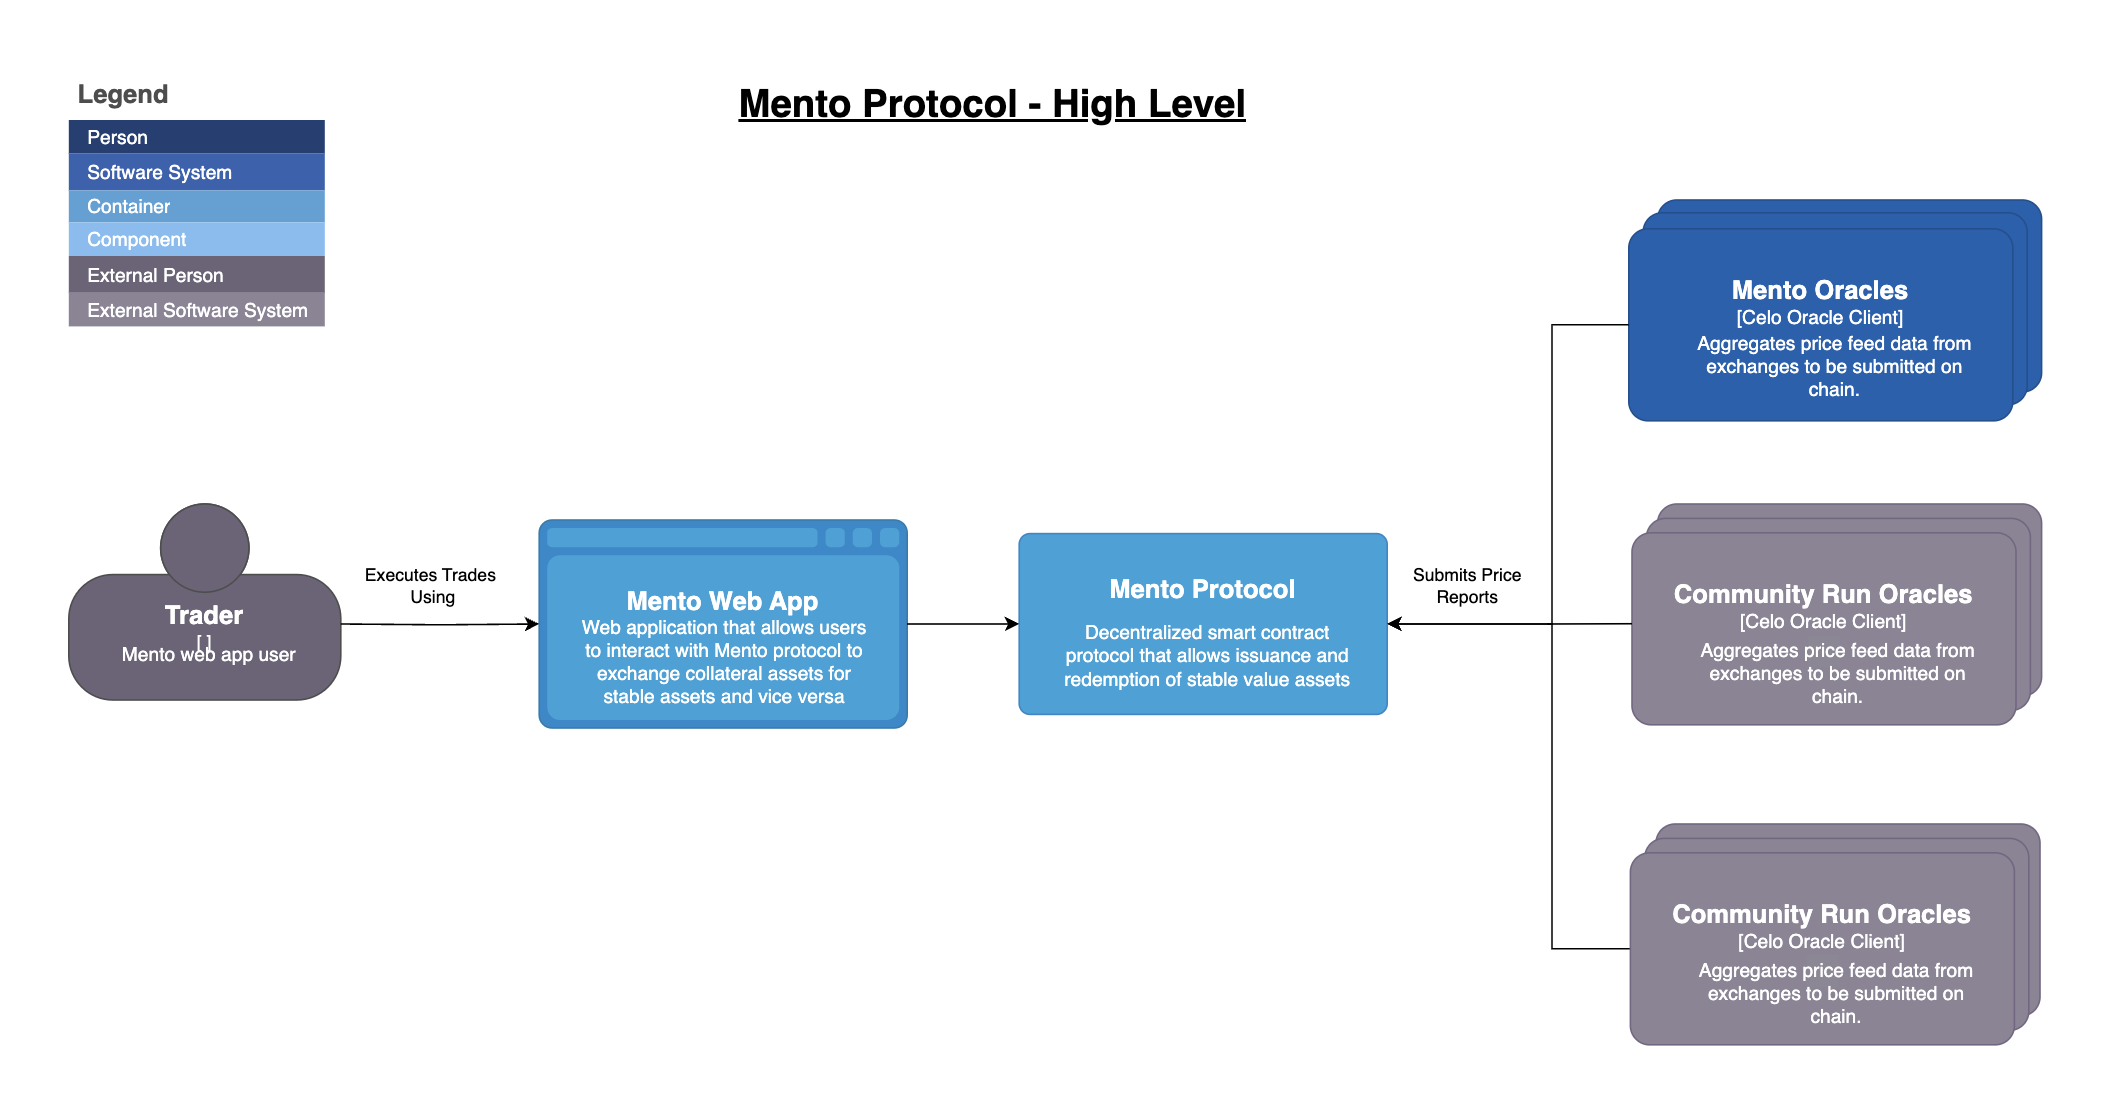 Legend
Person
Software System
Container
Component
External Person
External Software System
Mento Protocol - High Level
Trader
[ ]
Mento web app user
Executes Trades
Using
Mento Web App
Web application that allows users
to interact with Mento protocol to
exchange collateral assets for
stable assets and vice versa
Mento Protocol
Decentralized smart contract
protocol that allows issuance and
redemption of stable value assets
Submits Price
Reports
Mento Oracles
[Celo Oracle Client]
Aggregates price feed data from
exchanges to be submitted on
chain.
Community Run Oracles
[Celo Oracle Client]
Aggregates price feed data from
exchanges to be submitted on
chain.
Community Run Oracles
[Celo Oracle Client]
Aggregates price feed data from
exchanges to be submitted on
chain.